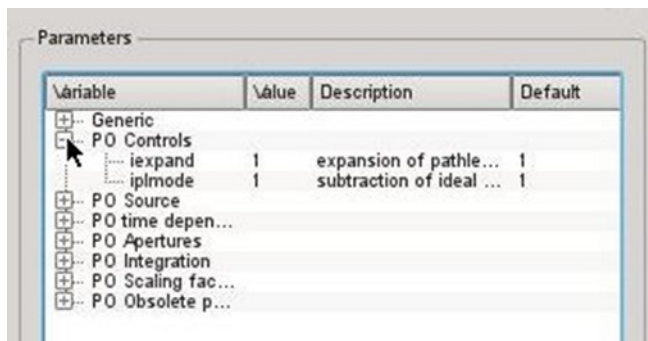 Parameters
Variable Value Description Default
Generic
PO Controls
iexpand 1 expansion of pathle... 1
iplmode 1 subtraction of ideal ... 1
PO Source
PO time depen...
PO Apertures
PO Integration
PO Scaling fac...
PO Obsolete p...